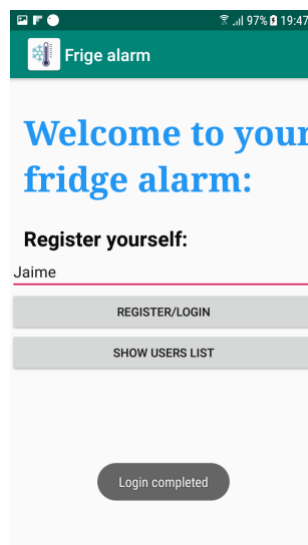 97% 19:47
Frige alarm
Welcome to your
fridge alarm:
Register yourself:
Jaime
REGISTER/LOGIN
SHOW USERS LIST
Login completed